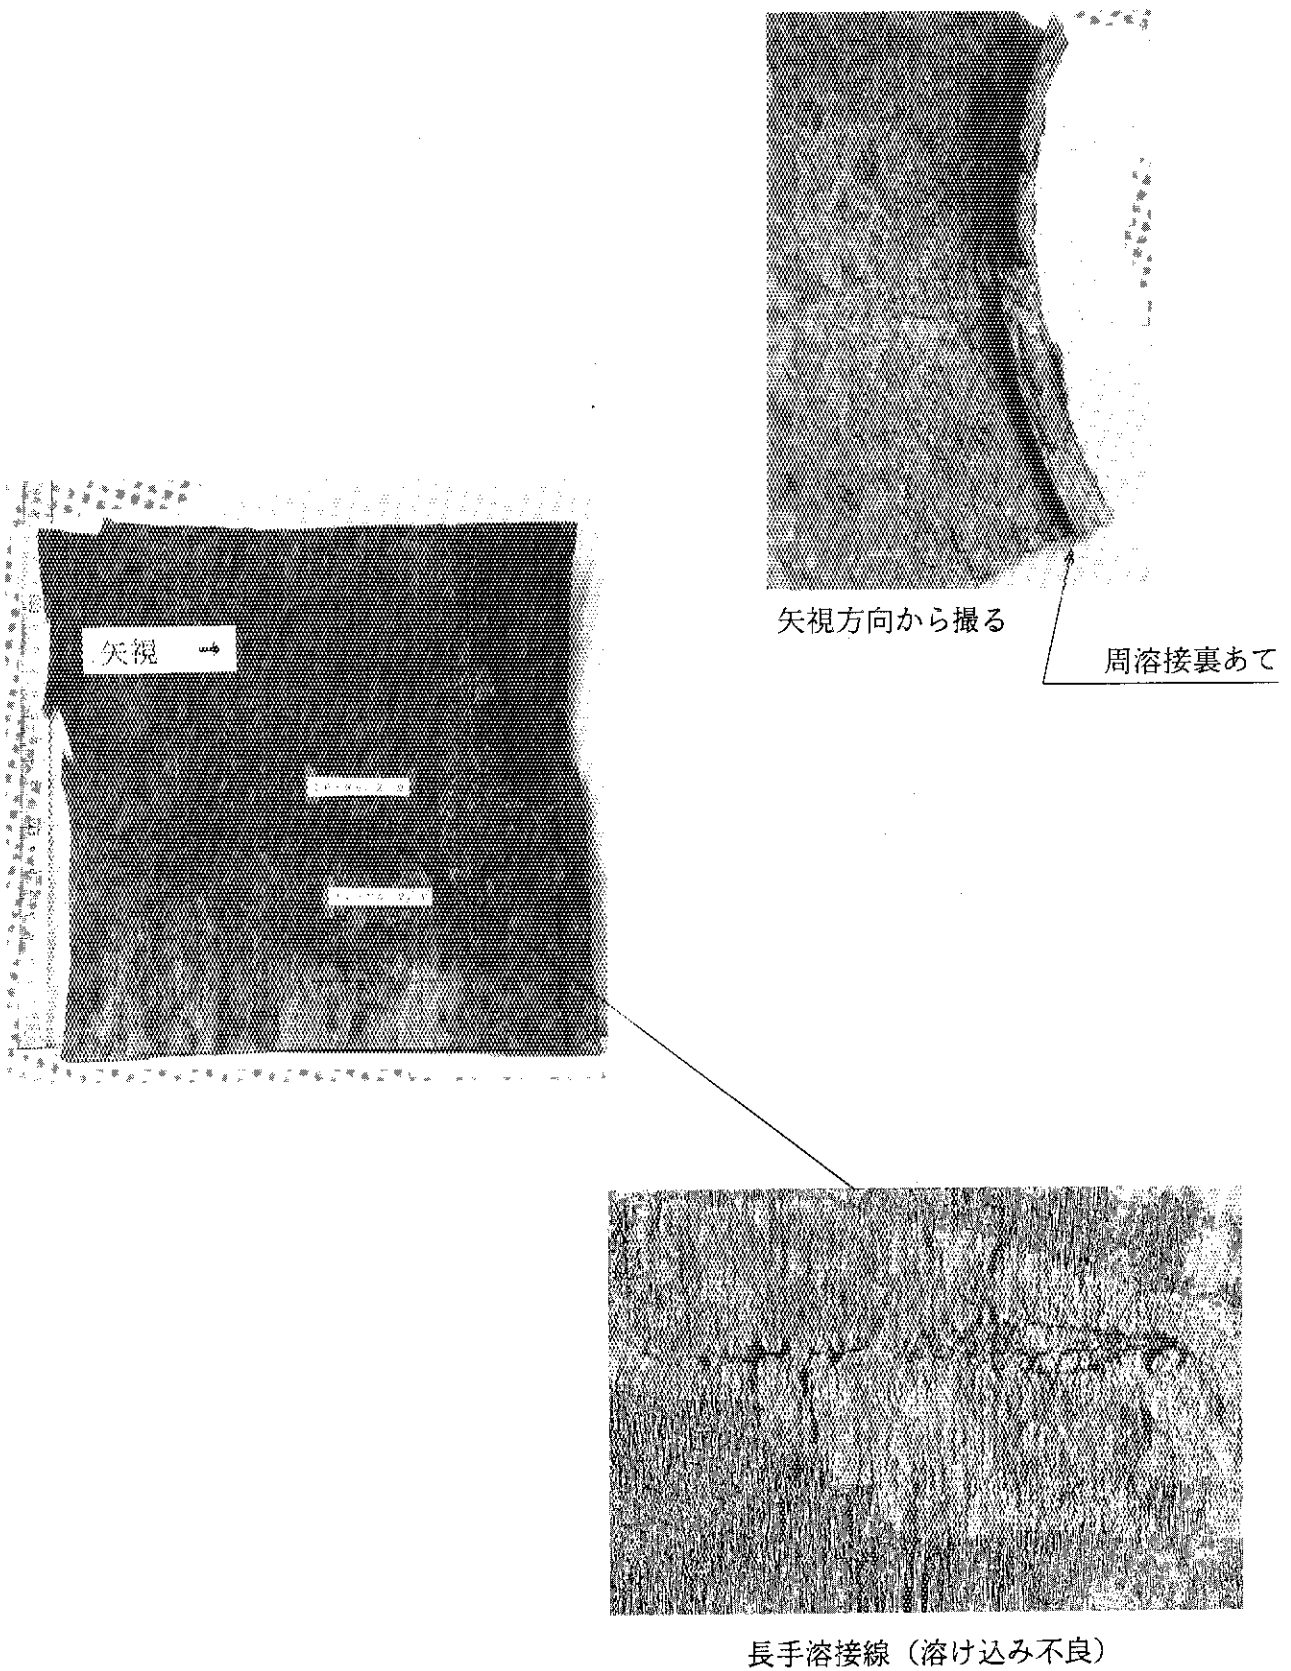 矢視方向から撮る
周溶接裏あて
矢視 →
長手溶接線（溶け込み不良）